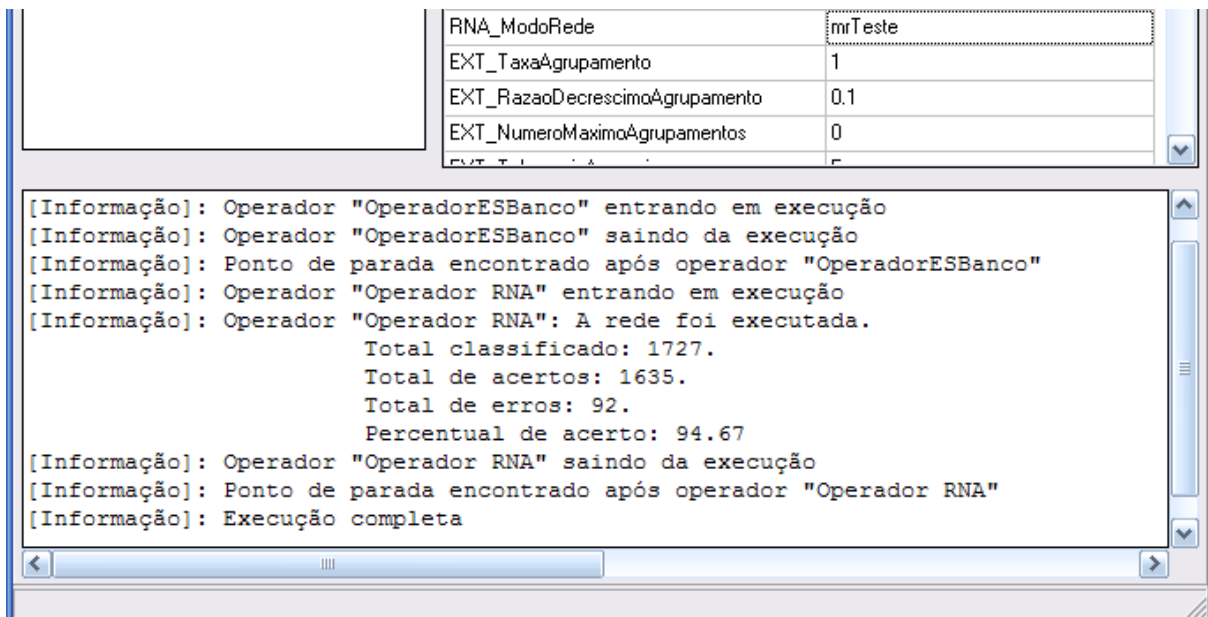 RNA_ModoRede mrTeste
EXT_TaxaAgrupamento 1
EXT_RazaoDecrescimoAgrupamento 0.1
EXT_NumeroMaximoAgrupamentos 0
[Informação]: Operador "OperadorESBanco" entrando em execução
[Informação]: Operador "OperadorESBanco" saindo da execução
[Informação]: Ponto de parada encontrado após operador "OperadorESBanco"
[Informação]: Operador "Operador RNA" entrando em execução
[Informação]: Operador "Operador RNA": A rede foi executada.
Total classificado: 1727.
Total de acertos: 1635.
Total de erros: 92.
Percentual de acerto: 94.67
[Informação]: Operador "Operador RNA" saindo da execução
[Informação]: Ponto de parada encontrado após operador "Operador RNA"
[Informação]: Execução completa